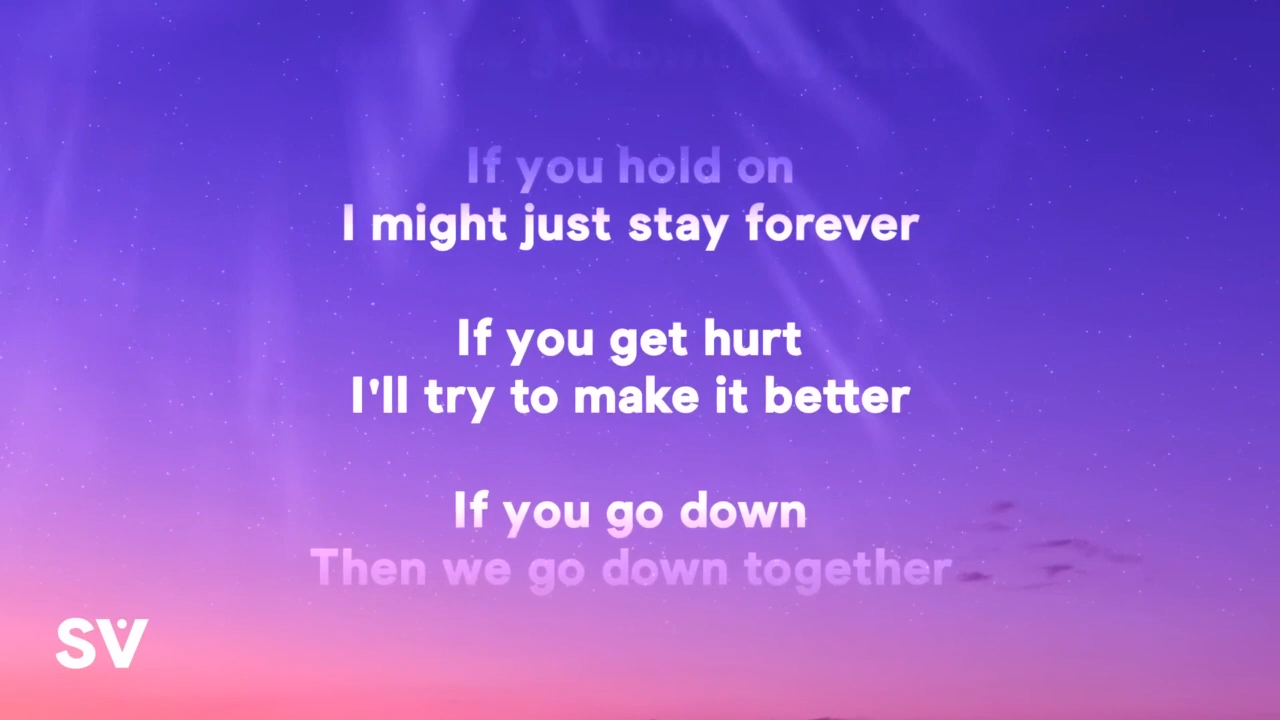 If you hold on
I might just stay forever
If you get hurt
I'll try to make it better
If you go down
Then we go down together
SV